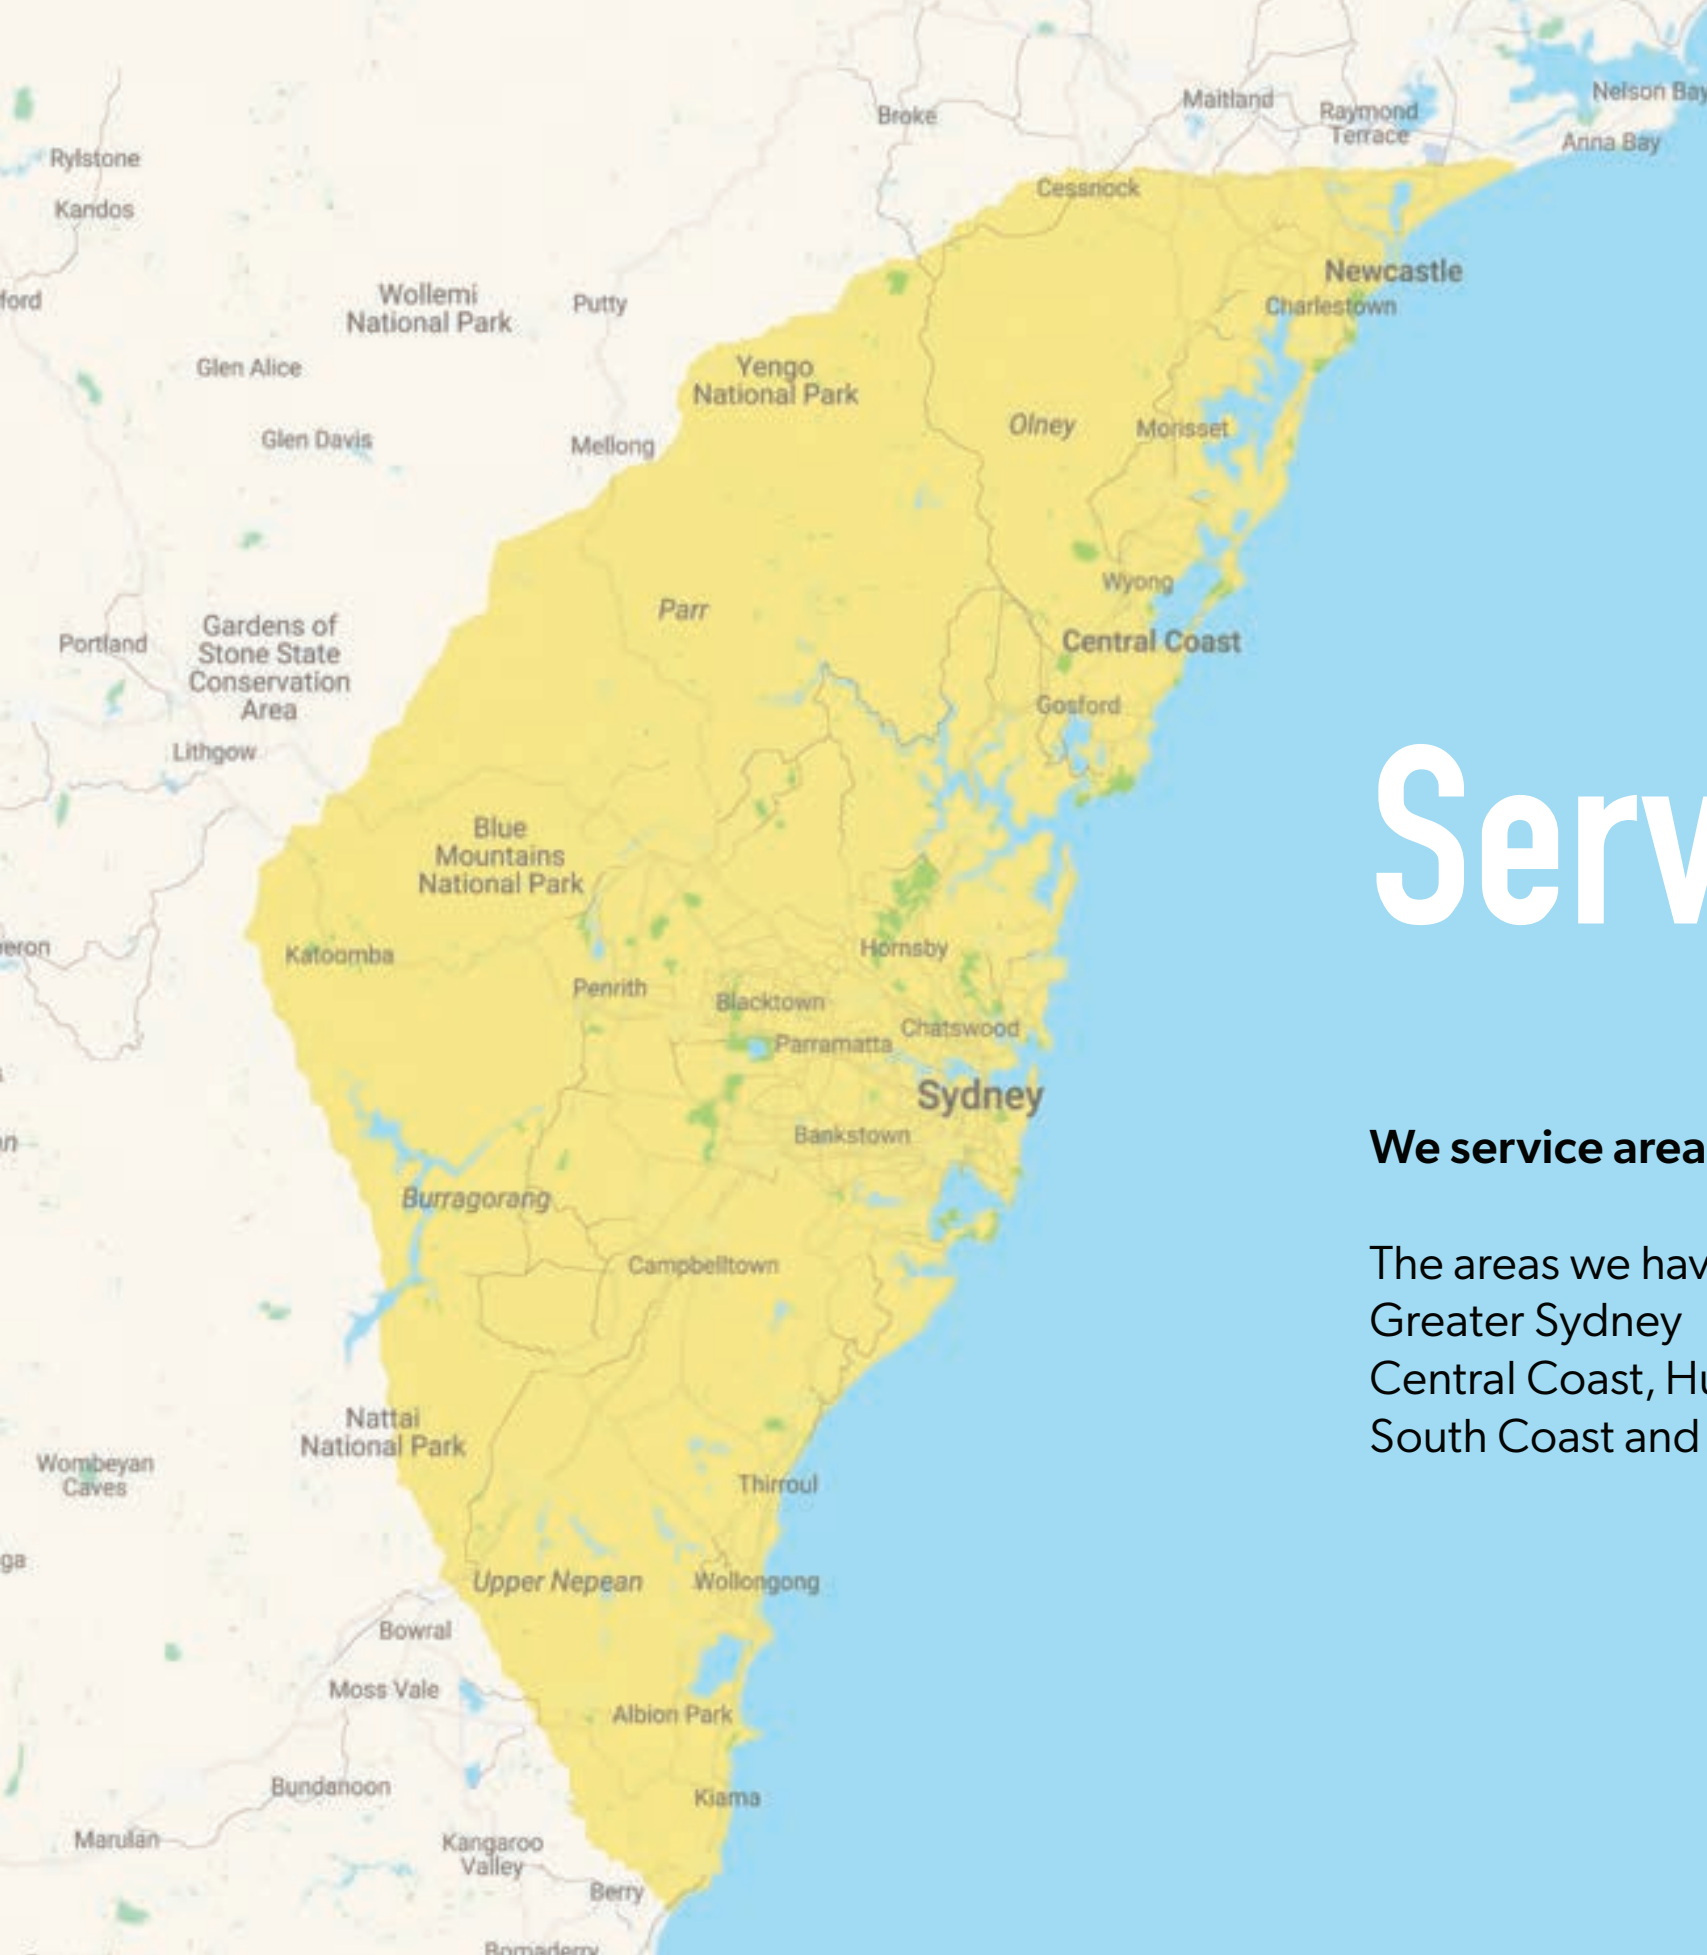 Nelson Bay
Maitland
Raymond
Terrace
Broke
Anna Bay
Rylstone
Cessnock
Kandos
Newcastle
ford
Wollemi
National Park
Putty
Charlestown
Glen Alice
Yengo
National Park
Olney
Morisset
Glen Davis
Mellong
Wyong
Parr
Portland
Gardens of
Stone State
Conservation
Area
Central Coast
Gosford
Lithgow
Serv
Blue
Mountains
National Park
eron
Katoomba
Hornsby
Penrith
Blacktown
Chatswood
Parramatta
Sydney
Bankstown
We service area
Burragorang
Campbelltown
The areas we hav
Greater Sydney
Central Coast, Hu
South Coast and
Nattai
National Park
Wombeyan
Caves
Thirroul
ga
Upper Nepean
Wollongong
Bowral
Moss Vale
Albion Park
Bundanoon
Kiama
Marulan
Kangaroo
Valley
Berry
Bomaderry